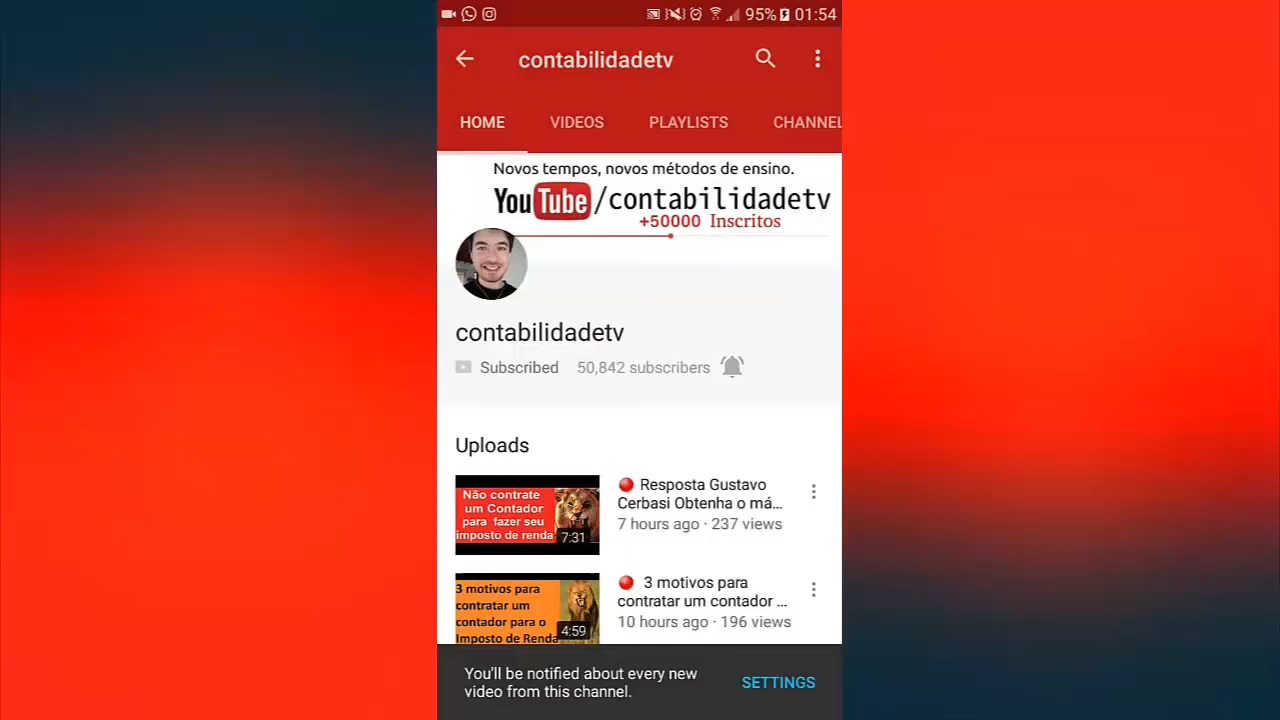 95% 01:54
contabilidadetv
HOME VIDEOS PLAYLISTS CHANNEL
Novos tempos, novos métodos de ensino.
YouTube/contabilidadetv
+50000 Inscritos
contabilidadetv
Subscribed 50,842 subscribers
Uploads
Não contrate
um Contador
para fazer seu
imposto de renda
7:31
Resposta Gustavo
Cerbasi Obtenha o má...
7 hours ago · 237 views
3 motivos para
contratar um
contador para o
Imposto de Renda
4:59
3 motivos para
contratar um contador ...
10 hours ago · 196 views
You'll be notified about every new
video from this channel.
SETTINGS